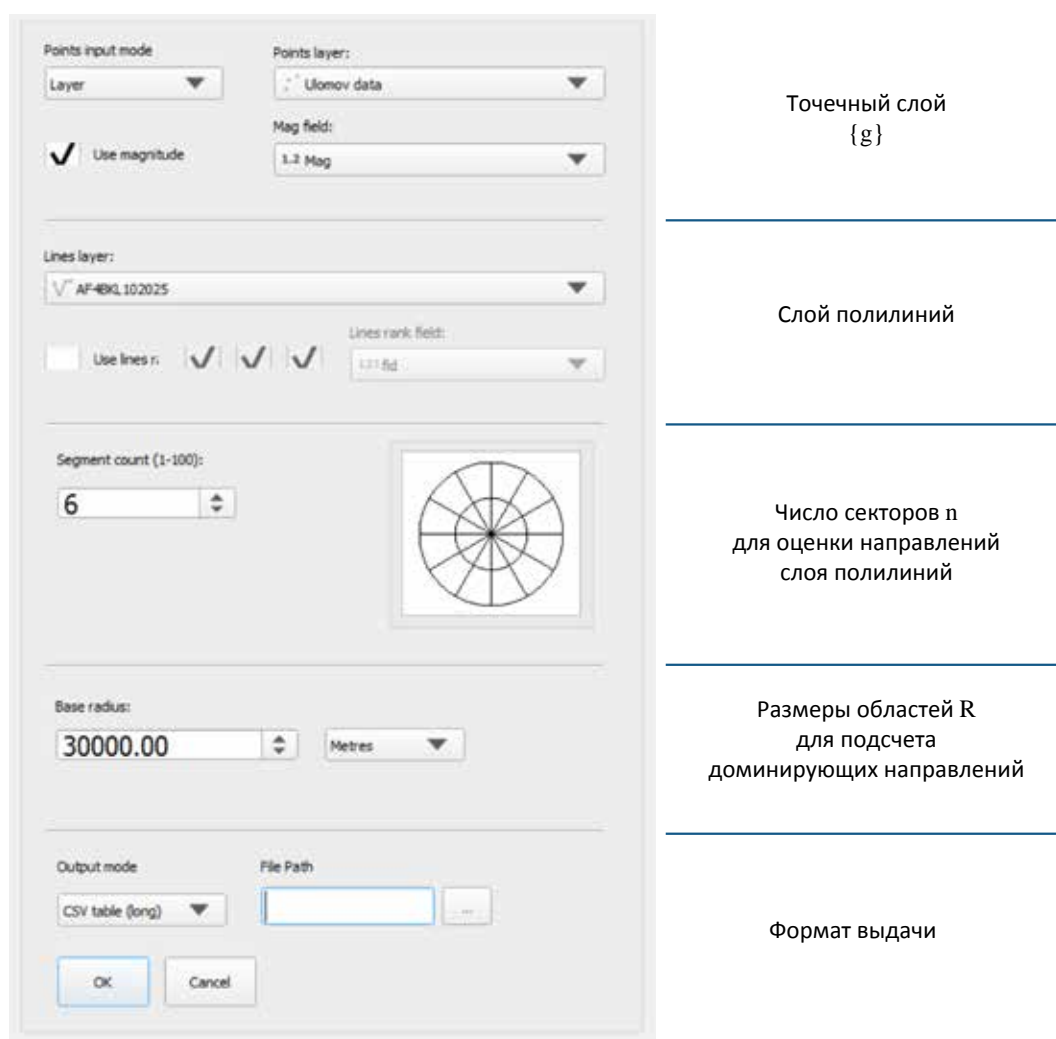 Points input mode
Points layer:
Layer
Ulomov data
Mag field:
Use magnitude
1.2 Mag
Точечный слой
{g}
Lines layer:
AF4BKL102025
Use lines r.
Lines rank field:
123 fid
Слой полилиний
Segment count (1-100):
6
Число секторов n
для оценки направлений
слоя полилиний
Base radius:
30000.00
Metres
Размеры областей R
для подсчета
доминирующих направлений
Output mode
File Path
CSV table (long)
...
OK
Cancel
Формат выдачи